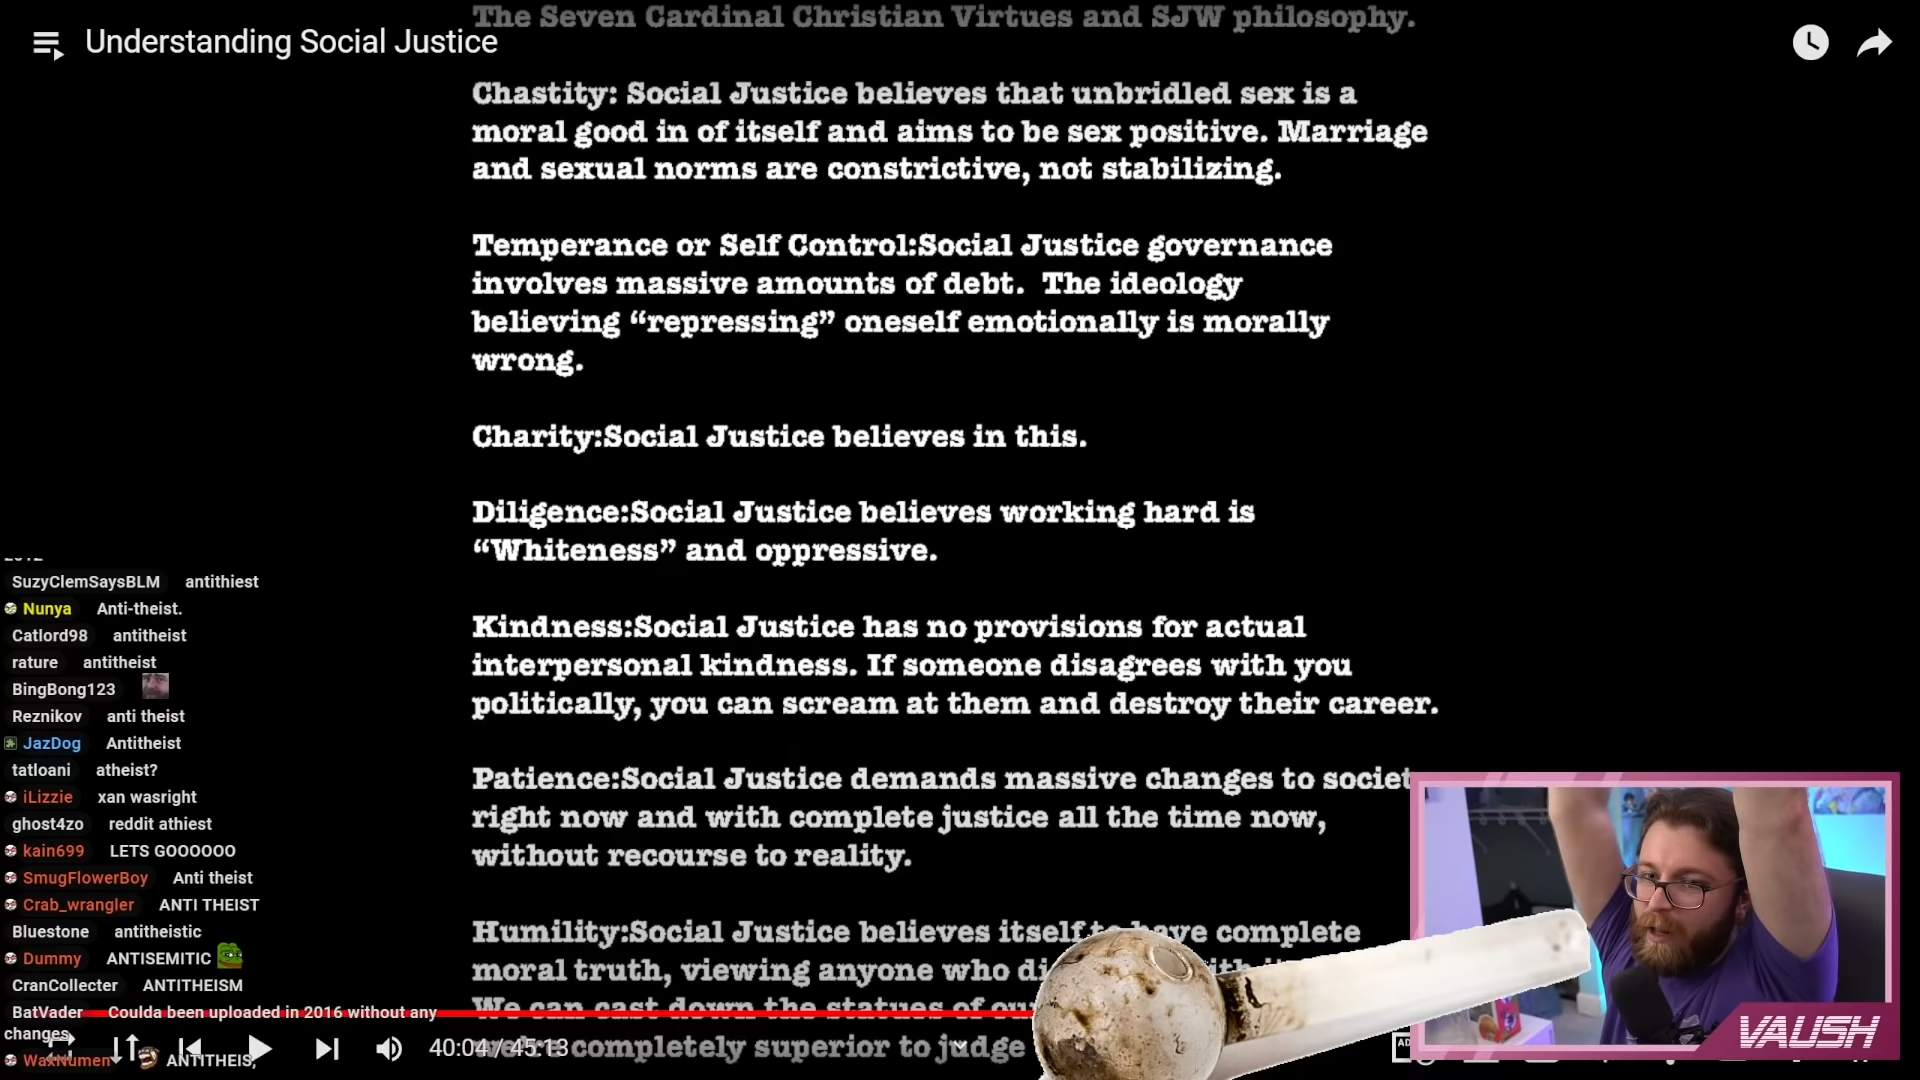 The Seven Cardinal Christian Virtues and SJW philosophy.
Understanding Social Justice
Chastity: Social Justice believes that unbridled sex is a
moral good in of itself and aims to be sex positive. Marriage
and sexual norms are constrictive, not stabilizing.
Temperance or Self Control:Social Justice governance
involves massive amounts of debt.  The ideology
believing “repressing” oneself emotionally is morally
wrong.
Charity:Social Justice believes in this.
Diligence:Social Justice believes working hard is
“Whiteness” and oppressive.
Kindness:Social Justice has no provisions for actual
interpersonal kindness. If someone disagrees with you
politically, you can scream at them and destroy their career.
Patience:Social Justice demands massive changes to societ
right now and with complete justice all the time now,
without recourse to reality.
Humility:Social Justice believes itself to have complete
moral truth, viewing anyone who
We can cast down the statues of
completely superior to judge
SuzyClemSaysBLM antithiest
Nunya Anti-theist.
Catlord98 antitheist
rature antitheist
BingBong123
Reznikov anti theist
JazDog Antitheist
tatloani atheist?
iLizzie xan wasright
ghost4zo reddit athiest
kain699 LETS GOOOOOO
SmugFlowerBoy Anti theist
Crab_wrangler ANTI THEIST
Bluestone antitheistic
Dummy ANTISEMITIC
CranCollecter ANTITHEISM
BatVader Coulda been uploaded in 2016 without any
changes
WaxNumen ANTITHEIS,
40:04 / 45:13
VAUSH